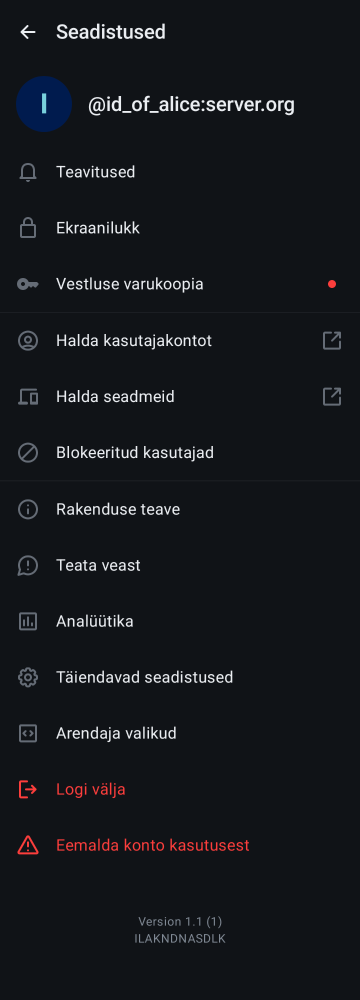 Seadistused
I
@id_of_alice:server.org
Teavitused
Ekraanilukk
Vestluse varukoopia
Halda kasutajakontot
Halda seadmeid
Blokeeritud kasutajad
Rakenduse teave
Teata veast
Analüütika
Täiendavad seadistused
Arendaja valikud
Logi välja
Eemalda konto kasutusest
Version 1.1 (1)
ILAKNDNASDLK